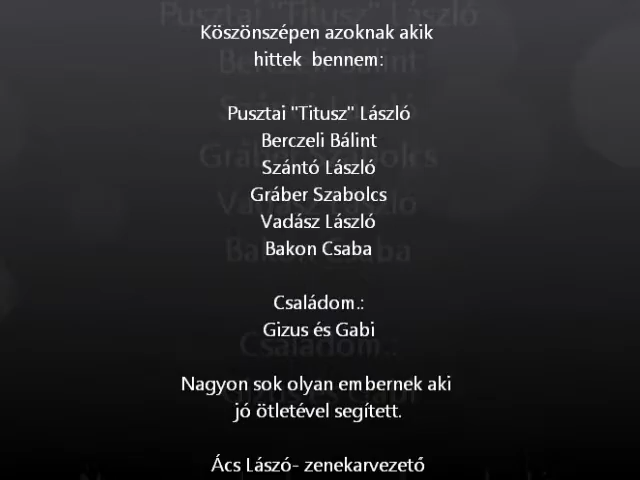 Köszönszépen azoknak akik
hittek bennem:
Pusztai "Titusz" László
Berczeli Bálint
Szántó László
Gráber Szabolcs
Vadász László
Bakon Csaba
Családom.:
Gizus és Gabi
Nagyon sok olyan embernek aki
jó ötletével segített.
Ács Lászó- zenekarvezető